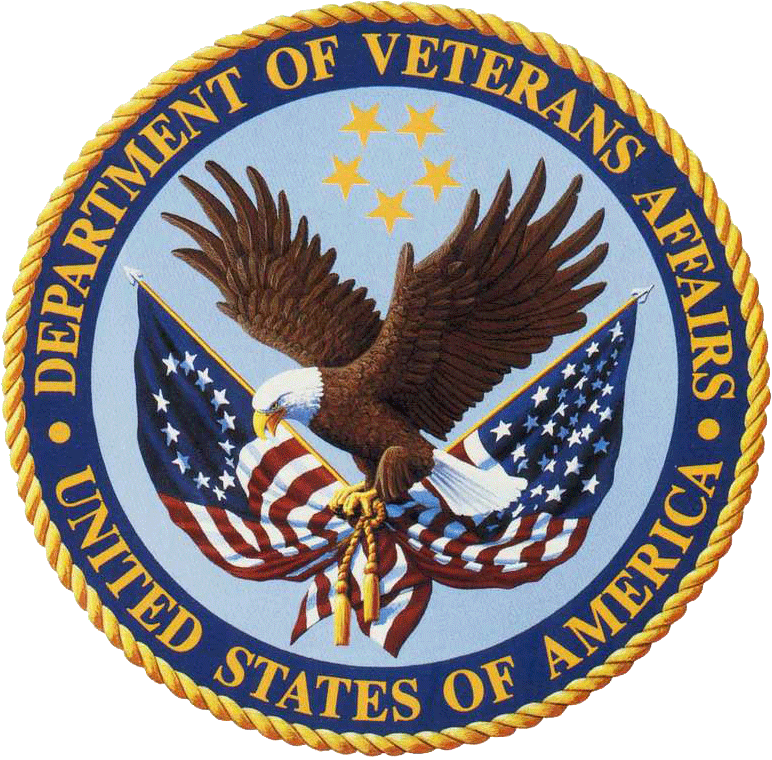 DEPARTMENT OF VETERANS AFFAIRS
UNITED STATES OF AMERICA